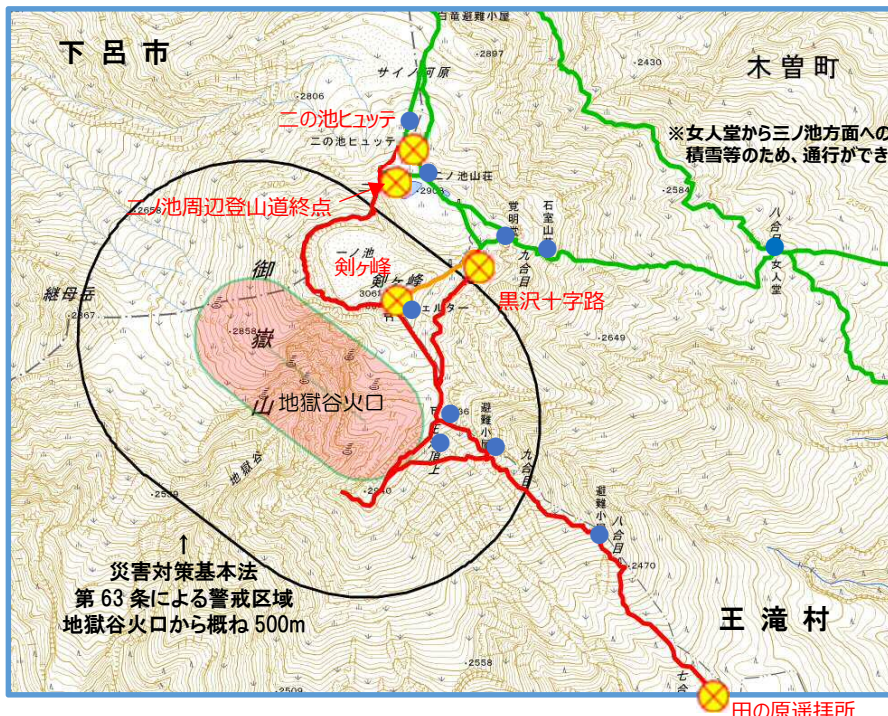 白竜避難小屋
下呂市
・2897
・2430
木曽町
サイノ河原
・2806
二の池ヒュッテ
二の池ヒュッテ
※女人堂から三ノ池方面への
積雪等のため、通行ができ
二ノ池山荘
・2908
・2584
二ノ池周辺登山道終点
・2658
覚明堂
石室山荘
九合目
八合目
女人堂
一ノ池
剣ヶ峰
剣ヶ峰
御嶽山
継母岳
・2867
黒沢十字路
・2858
・2649
地獄谷火口
避難小屋
頂上
九合目
地獄谷
・2940
・2539
避難小屋
八合目
↑
災害対策基本法
第63条による警戒区域
地獄谷火口から概ね500m
・2470
王滝村
・2558
・2509
七合
田の原遥拝所